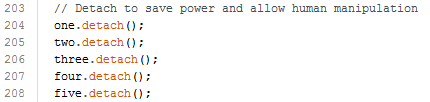 203 // Detach to save power and allow human manipulation
204 one.detach();
205 two.detach();
206 three.detach();
207 four.detach();
208 five.detach();